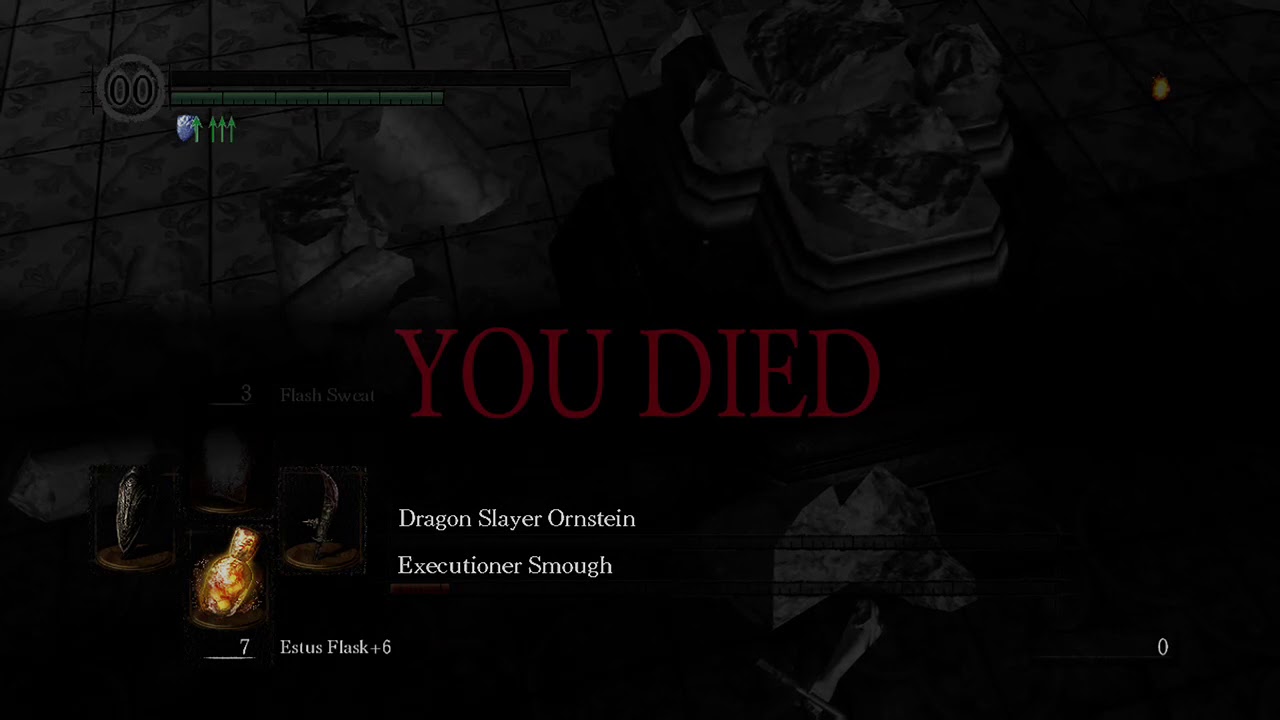 00
YOU DIED
3 Flash Sweat
Dragon Slayer Ornstein
Executioner Smough
7 Estus Flask+6
0